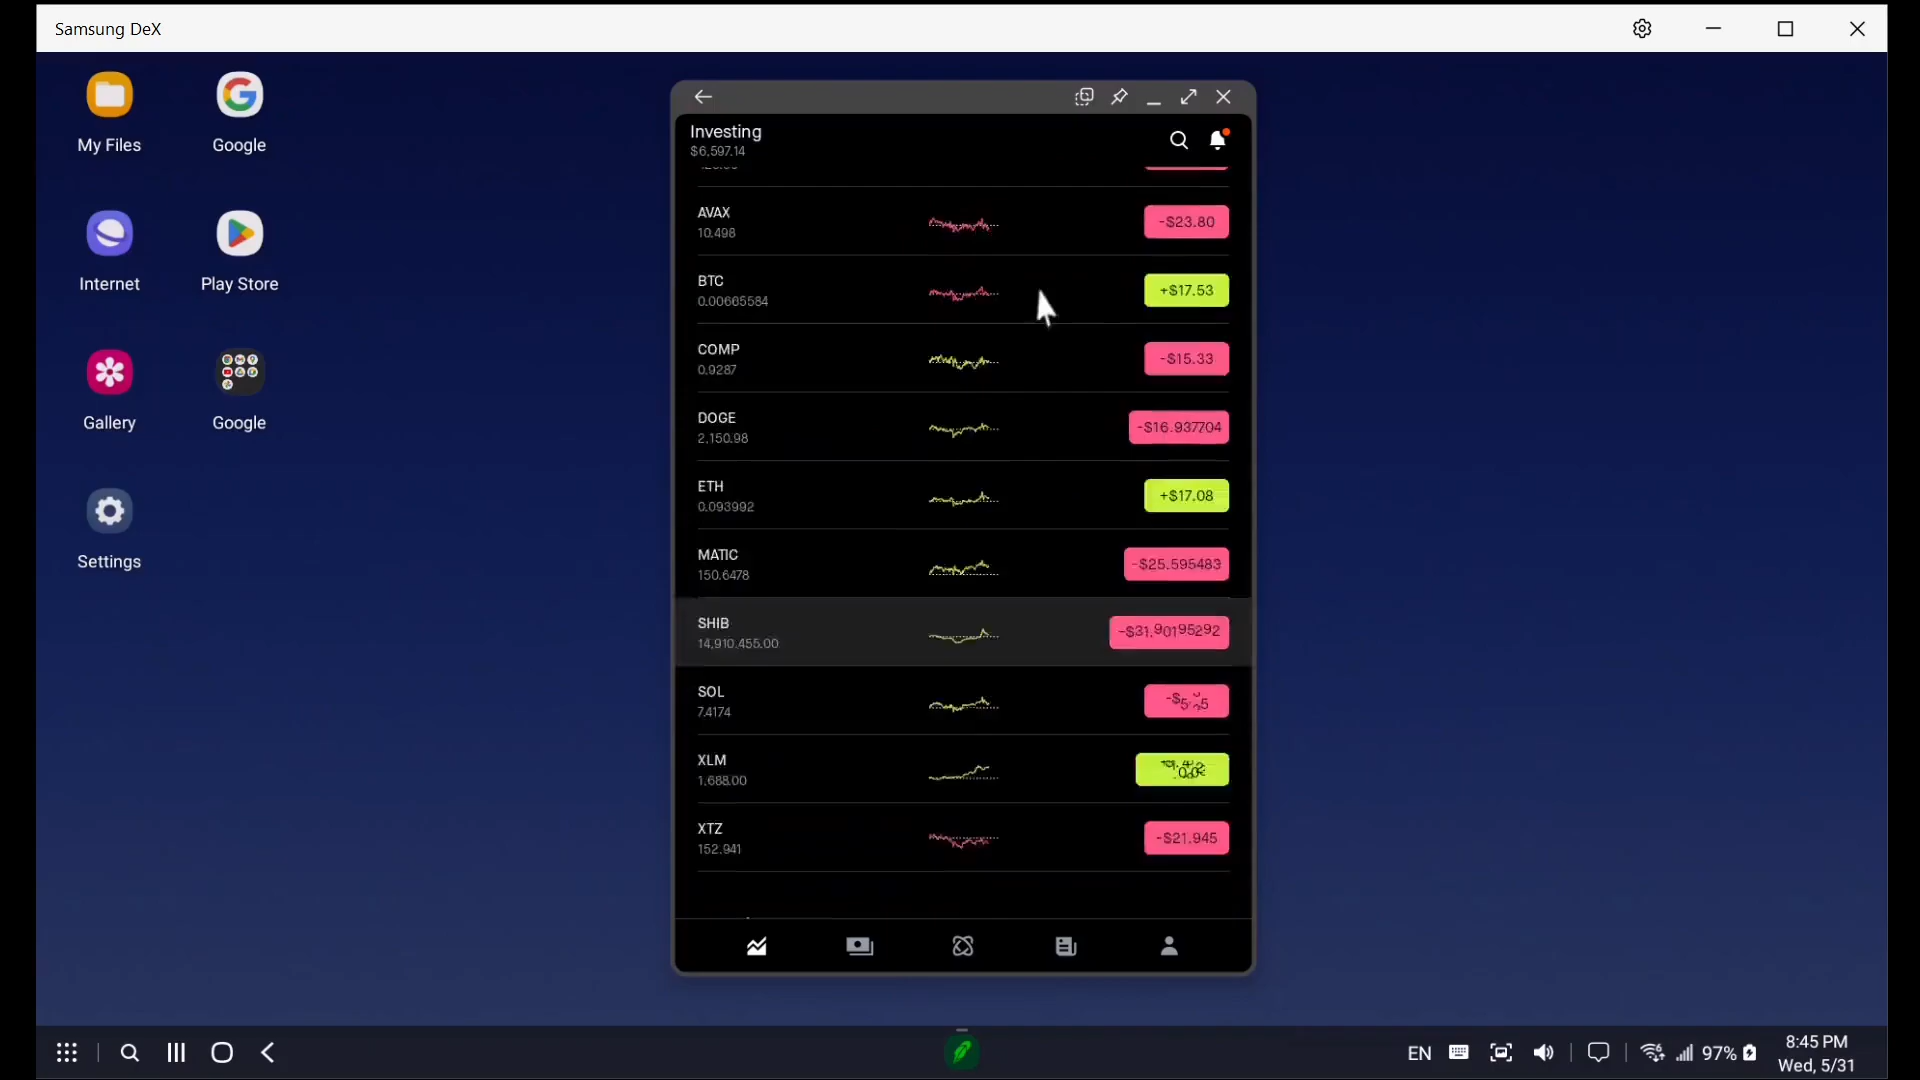 Samsung DeX
My Files
Google
Internet
Play Store
Gallery
Google
Settings
Investing
$6,597.14
AVAX
10.498
-$23.80
BTC
0.00605584
+$17.53
COMP
0.9287
-$15.33
DOGE
2,150.98
-$16.937704
ETH
0.093992
+$17.08
MATIC
150.6478
-$25.595483
SHIB
14,910,455.00
SOL
7.4174
XLM
1,688.00
XTZ
152.941
-$21.945
EN
97%
8:45 PM
Wed, 5/31